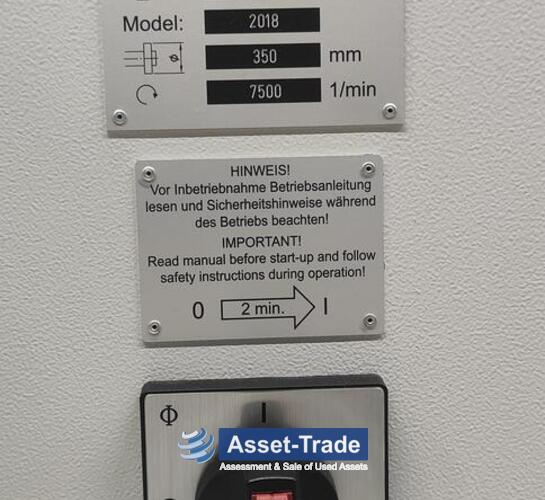 Model: 2018
350 mm
7500 1/min
HINWEIS!
Vor Inbetriebnahme Betriebsanleitung
lesen und Sicherheitshinweise während
des Betriebs beachten!
IMPORTANT!
Read manual before start-up and follow
safety instructions during operation!
0 2 min. I
I
Asset-Trade
Assessment & Sale of Used Assets